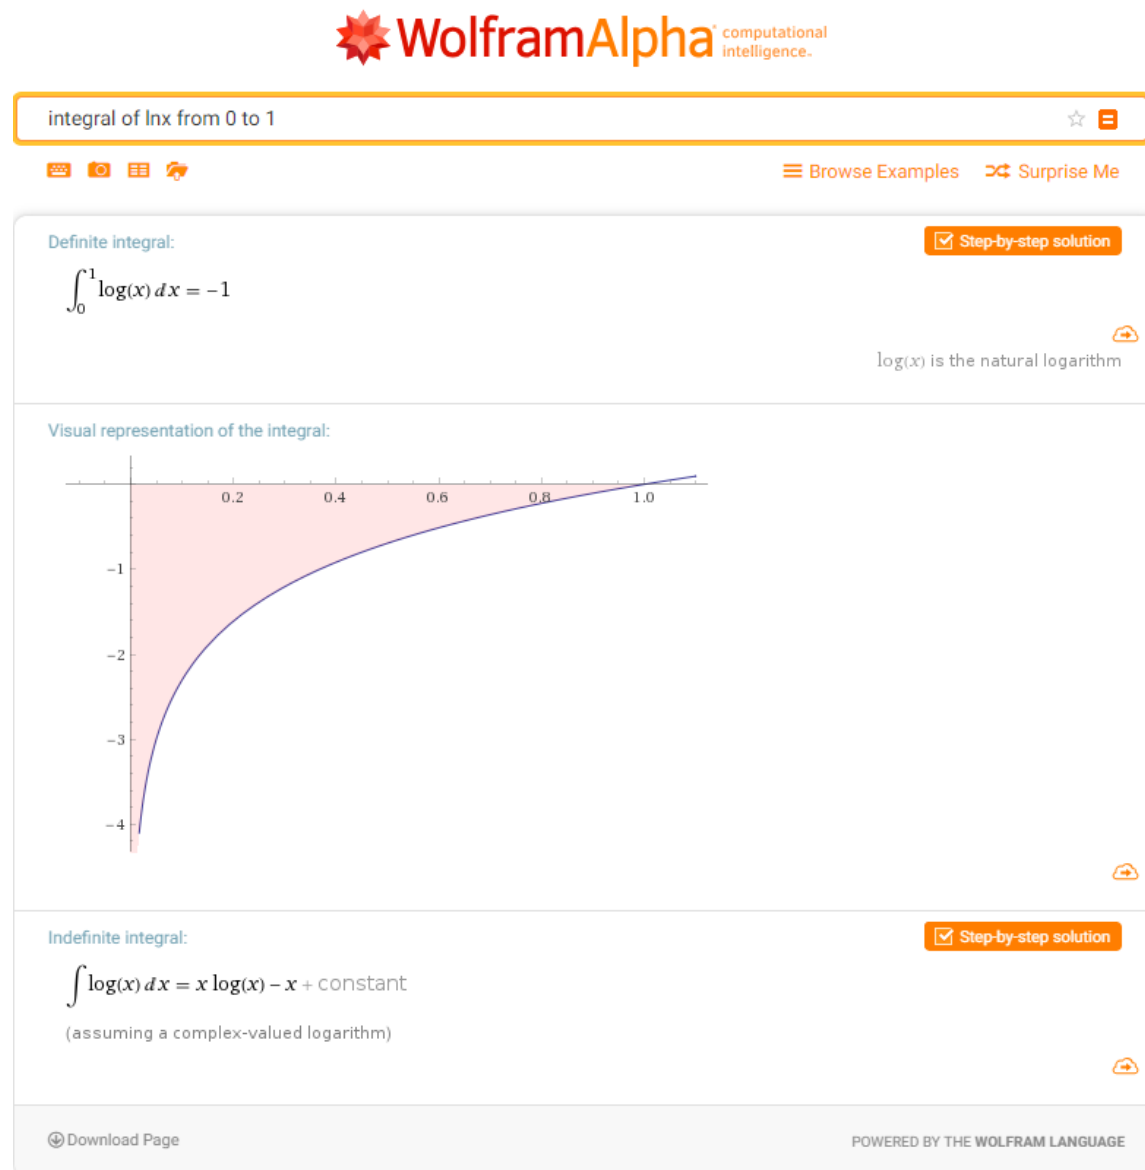 WolframAlpha computational intelligence.
integral of lnx from 0 to 1
Browse Examples Surprise Me
Definite integral:
Step-by-step solution
∫₀¹ log(x) dx = −1
log(x) is the natural logarithm
Visual representation of the integral:
0.2 0.4 0.6 0.8 1.0
−1
−2
−3
−4
Indefinite integral:
Step-by-step solution
∫ log(x) dx = x log(x) − x + constant
(assuming a complex-valued logarithm)
Download Page
POWERED BY THE WOLFRAM LANGUAGE